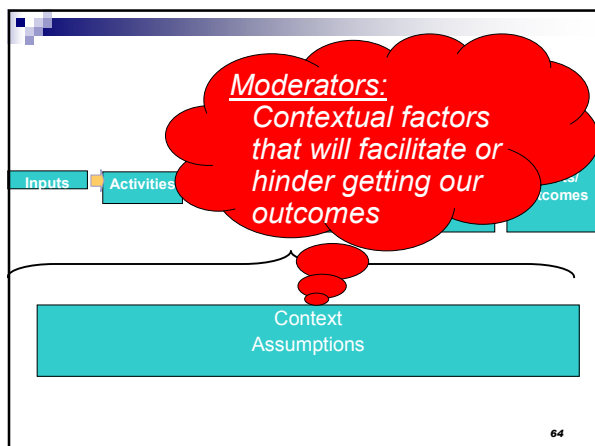 Moderators:
Contextual factors
that will facilitate or
hinder getting our
outcomes
Inputs
Activities
Context
Assumptions
64